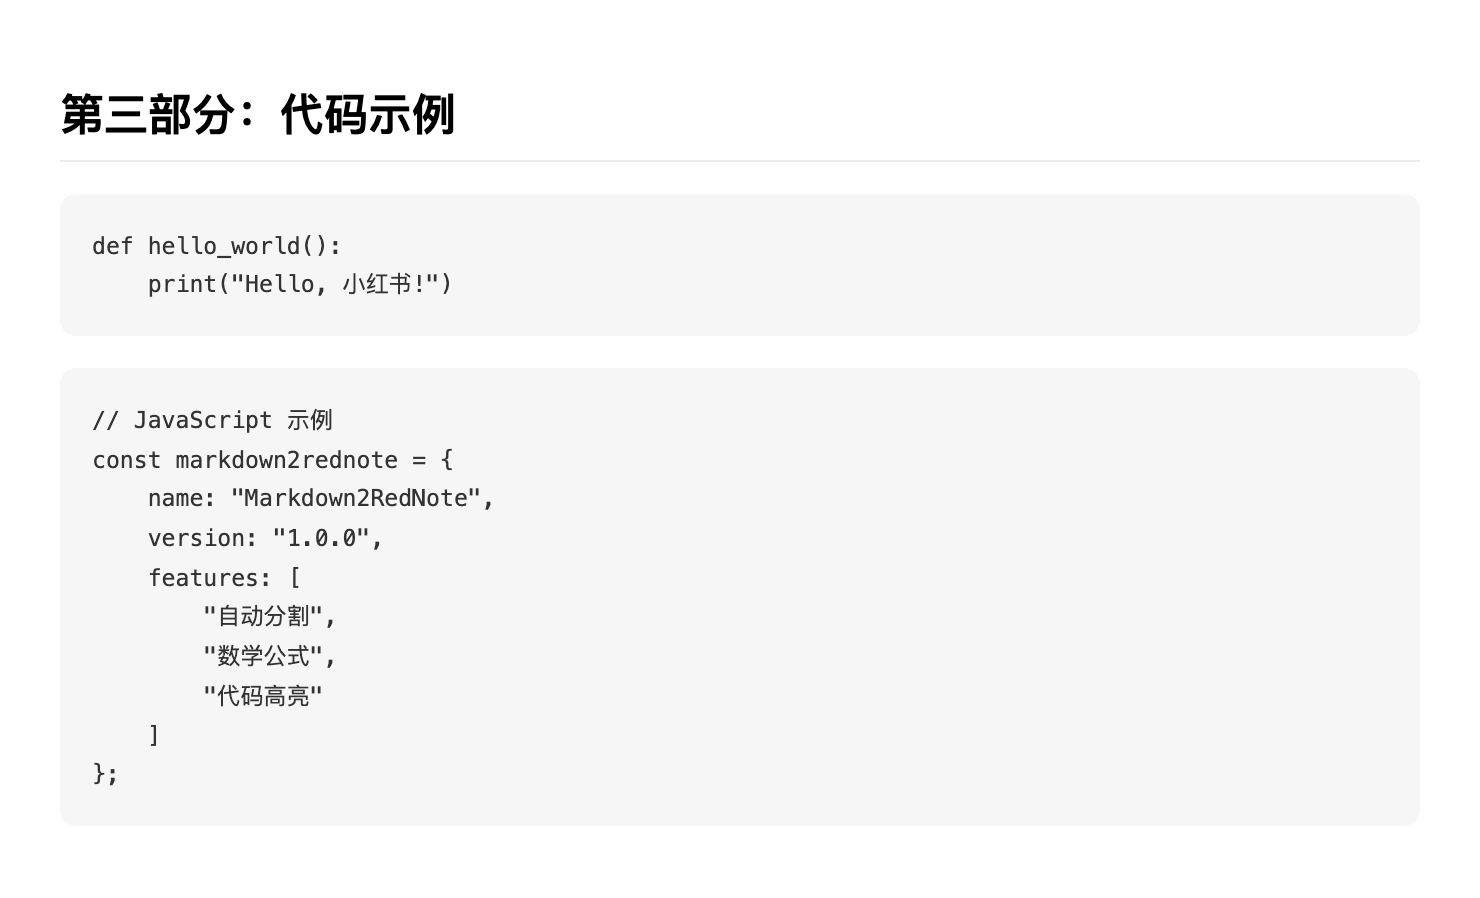 第三部分：代码示例
def hello_world():
    print("Hello, 小红书!")
// JavaScript 示例
const markdown2rednote = {
    name: "Markdown2RedNote",
    version: "1.0.0",
    features: [
        "自动分割",
        "数学公式",
        "代码高亮"
    ]
};